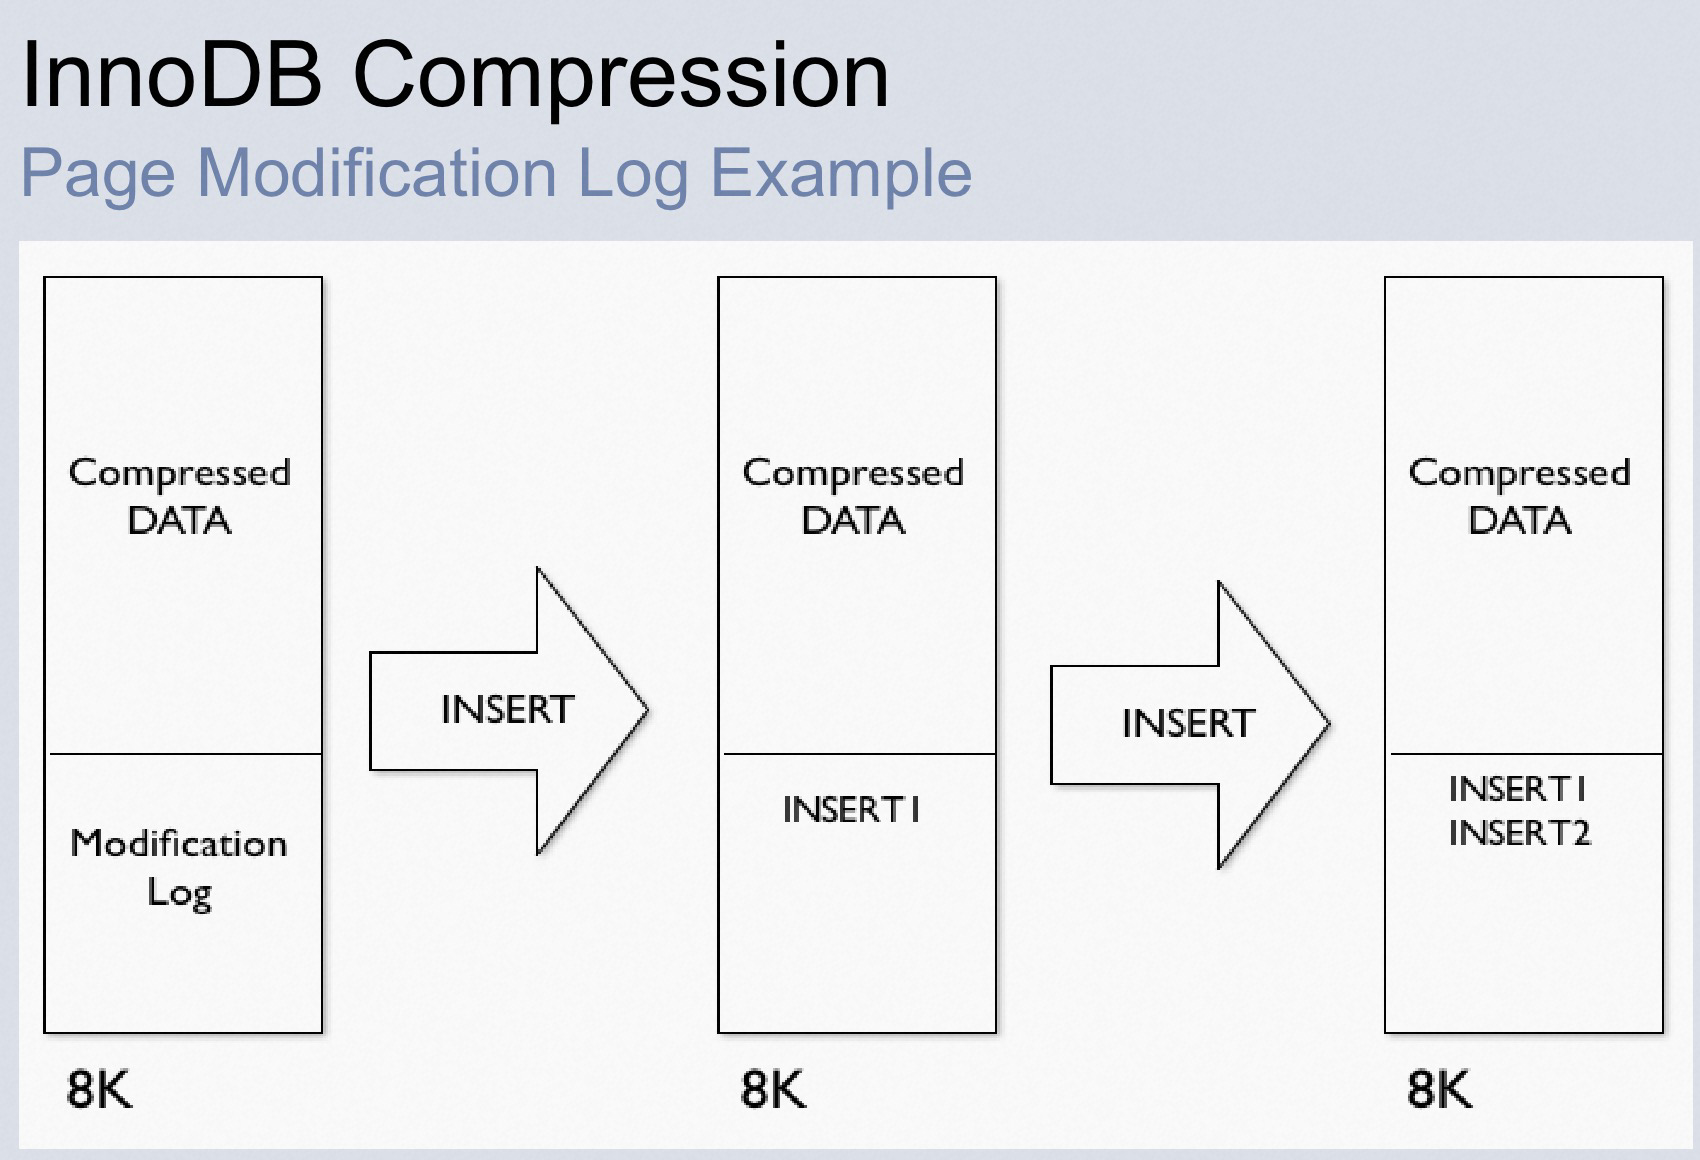 InnoDB Compression
Page Modification Log Example
Compressed
DATA
Modification
Log
8K
INSERT
Compressed
DATA
INSERT1
8K
INSERT
Compressed
DATA
INSERT1
INSERT2
8K